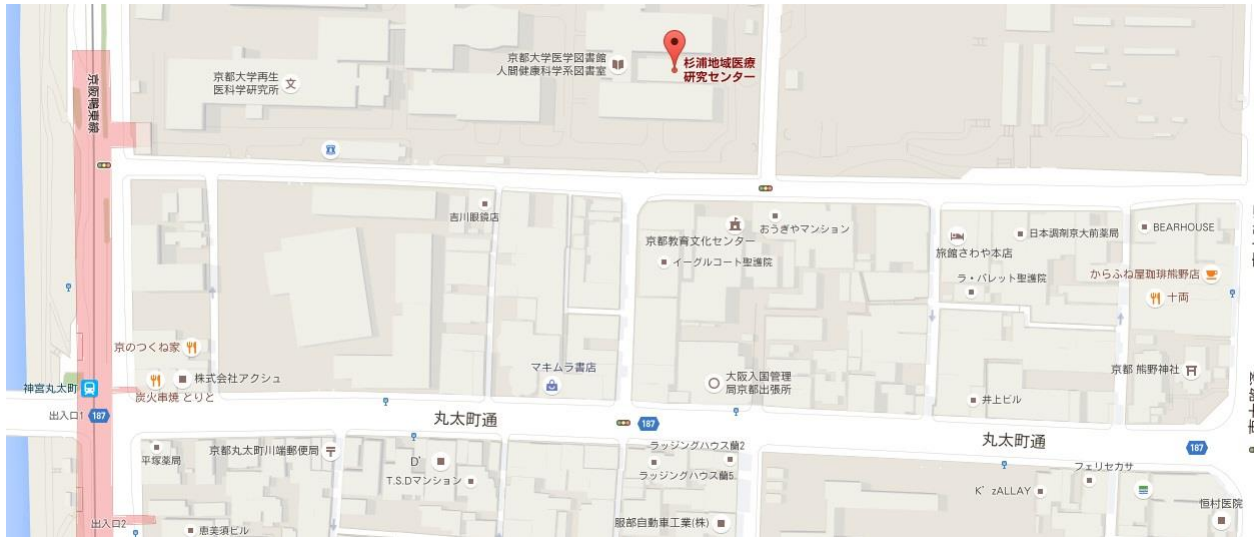 京都大学医学図書館
人間健康科学系図書室
杉浦地域医療
研究センター
京都大学再生
医科学研究所
文
京阪鴨東線
吉川眼鏡店
京都教育文化センター
おうぎやマンション
イーグルコート聖護院
旅館さわや本店
日本調剤京大前薬局
BEARHOUSE
ラ・パレット聖護院
からふね屋珈琲熊野店
十両
京のつくね家
株式会社アクシュ
炭火串焼 とりと
マキムラ書店
大阪入国管理
局京都出張所
京都 熊野神社
井上ビル
神宮丸太町
出入口1
187
丸太町通
187
丸太町通
187
平塚薬局
京都丸太町川端郵便局
D'
T.S.Dマンション
ラッジングハウス蘭2
ラッジングハウス蘭5
フェリセカサ
K’zALLAY
恒村医院
出入口2
恵美須ビル
服部自動車工業(株)